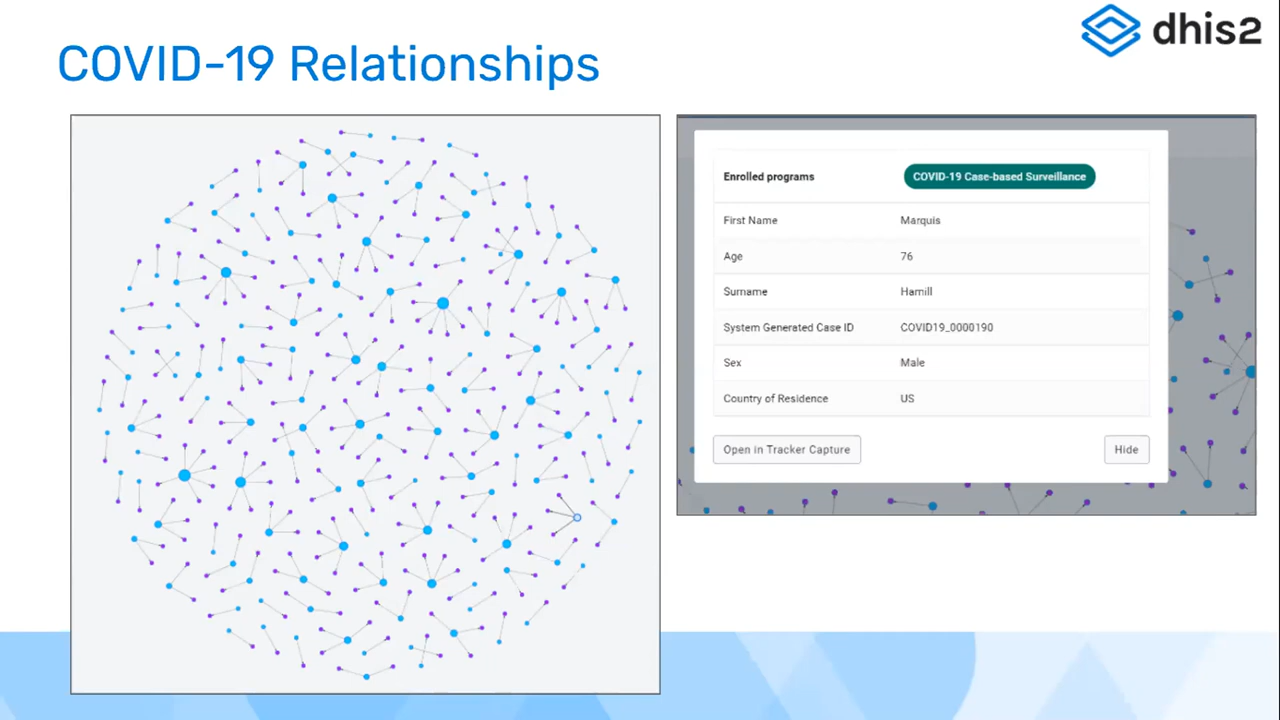 dhis2
COVID-19 Relationships
Enrolled programs COVID-19 Case-based Surveillance
First Name Marquis
Age 76
Surname Hamill
System Generated Case ID COVID19_0000190
Sex Male
Country of Residence US
Open in Tracker Capture Hide